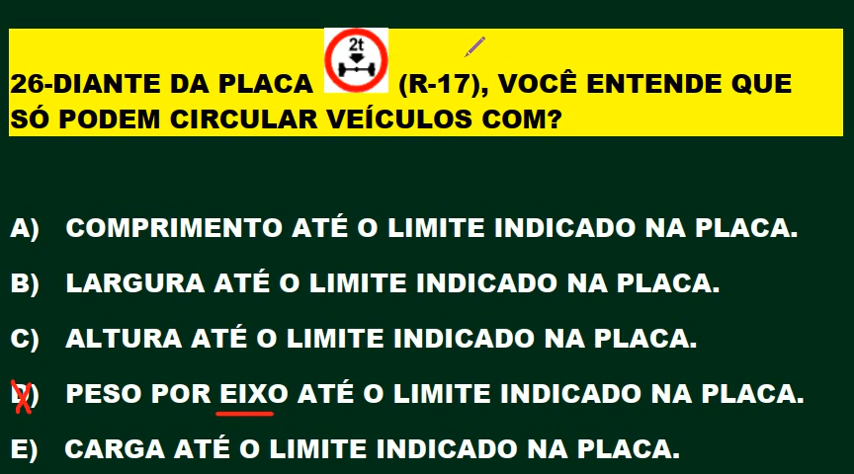 26-DIANTE DA PLACA 2t (R-17), VOCÊ ENTENDE QUE
SÓ PODEM CIRCULAR VEÍCULOS COM?
A) COMPRIMENTO ATÉ O LIMITE INDICADO NA PLACA.
B) LARGURA ATÉ O LIMITE INDICADO NA PLACA.
C) ALTURA ATÉ O LIMITE INDICADO NA PLACA.
D) PESO POR EIXO ATÉ O LIMITE INDICADO NA PLACA.
E) CARGA ATÉ O LIMITE INDICADO NA PLACA.